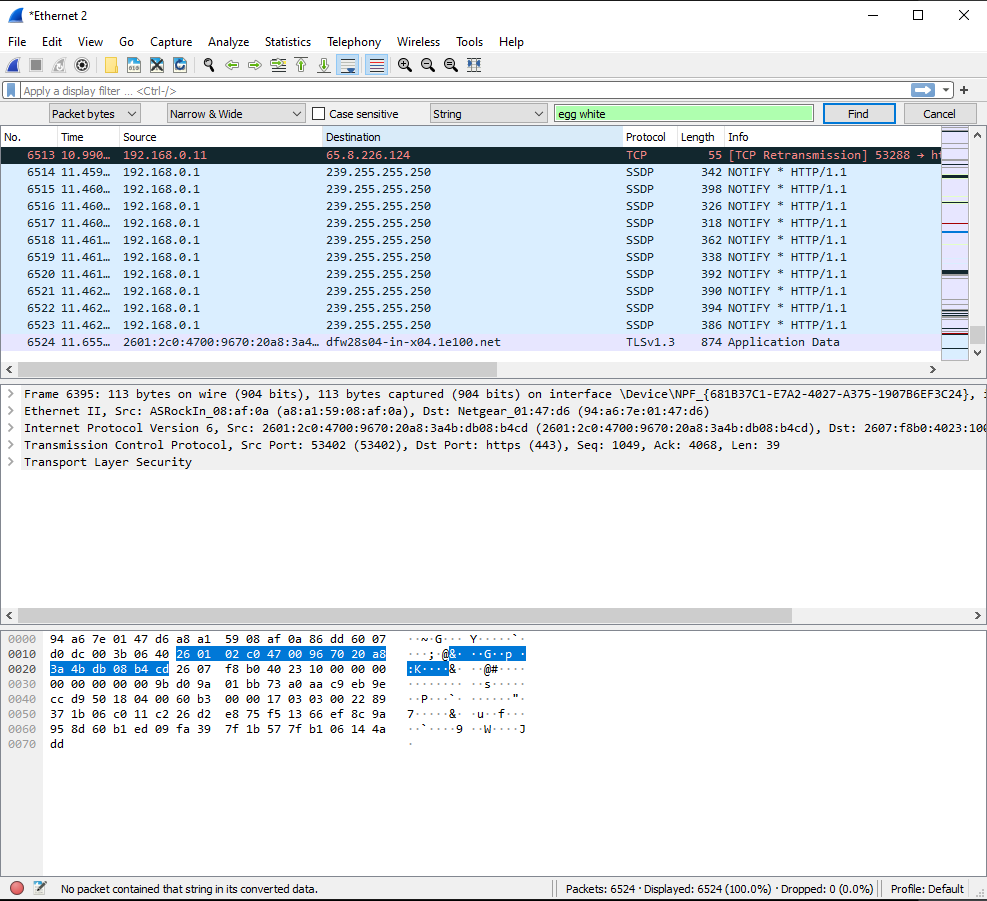 *Ethernet 2
File Edit View Go Capture Analyze Statistics Telephony Wireless Tools Help
Apply a display filter ... <Ctrl-/>
Packet bytes Narrow & Wide Case sensitive String egg white Find Cancel
No. Time Source Destination Protocol Length Info
6513 10.990… 192.168.0.11 65.8.226.124 TCP 55 [TCP Retransmission] 53288 → ht
6514 11.459… 192.168.0.1 239.255.255.250 SSDP 342 NOTIFY * HTTP/1.1
6515 11.460… 192.168.0.1 239.255.255.250 SSDP 398 NOTIFY * HTTP/1.1
6516 11.460… 192.168.0.1 239.255.255.250 SSDP 326 NOTIFY * HTTP/1.1
6517 11.460… 192.168.0.1 239.255.255.250 SSDP 318 NOTIFY * HTTP/1.1
6518 11.461… 192.168.0.1 239.255.255.250 SSDP 362 NOTIFY * HTTP/1.1
6519 11.461… 192.168.0.1 239.255.255.250 SSDP 338 NOTIFY * HTTP/1.1
6520 11.461… 192.168.0.1 239.255.255.250 SSDP 392 NOTIFY * HTTP/1.1
6521 11.462… 192.168.0.1 239.255.255.250 SSDP 390 NOTIFY * HTTP/1.1
6522 11.462… 192.168.0.1 239.255.255.250 SSDP 394 NOTIFY * HTTP/1.1
6523 11.462… 192.168.0.1 239.255.255.250 SSDP 386 NOTIFY * HTTP/1.1
6524 11.655… 2601:2c0:4700:9670:20a8:3a4… dfw28s04-in-x04.1e100.net TLSv1.3 874 Application Data
Frame 6395: 113 bytes on wire (904 bits), 113 bytes captured (904 bits) on interface \Device\NPF_{681B37C1-E7A2-4027-A375-1907B6EF3C24}, i
Ethernet II, Src: ASRockIn_08:af:0a (a8:a1:59:08:af:0a), Dst: Netgear_01:47:d6 (94:a6:7e:01:47:d6)
Internet Protocol Version 6, Src: 2601:2c0:4700:9670:20a8:3a4b:db08:b4cd (2601:2c0:4700:9670:20a8:3a4b:db08:b4cd), Dst: 2607:f8b0:4023:100
Transmission Control Protocol, Src Port: 53402 (53402), Dst Port: https (443), Seq: 1049, Ack: 4068, Len: 39
Transport Layer Security
0000 94 a6 7e 01 47 d6 a8 a1 59 08 af 0a 86 dd 60 07 ··~·G··· Y·····`·
0010 d0 dc 00 3b 06 40 26 01 02 c0 47 00 96 70 20 a8 ···;·@&· ··G··p ·
0020 3a 4b db 08 b4 cd 26 07 f8 b0 40 23 10 00 00 00 :K····&· ··@#····
0030 00 00 00 00 00 9b d0 9a 01 bb 73 a0 aa c9 eb 9e ········ ··s·····
0040 cc d9 50 18 04 00 60 b3 00 00 17 03 03 00 22 89 ··P···`· ······"·
0050 37 1b 06 c0 11 c2 26 d2 e8 75 f5 13 66 ef 8c 9a 7·····&· ·u··f···
0060 95 8d 60 b1 ed 09 fa 39 7f 1b 57 7f b1 06 14 4a ··`····9 ··W····J
0070 dd ·
No packet contained that string in its converted data. Packets: 6524 · Displayed: 6524 (100.0%) · Dropped: 0 (0.0%) Profile: Default